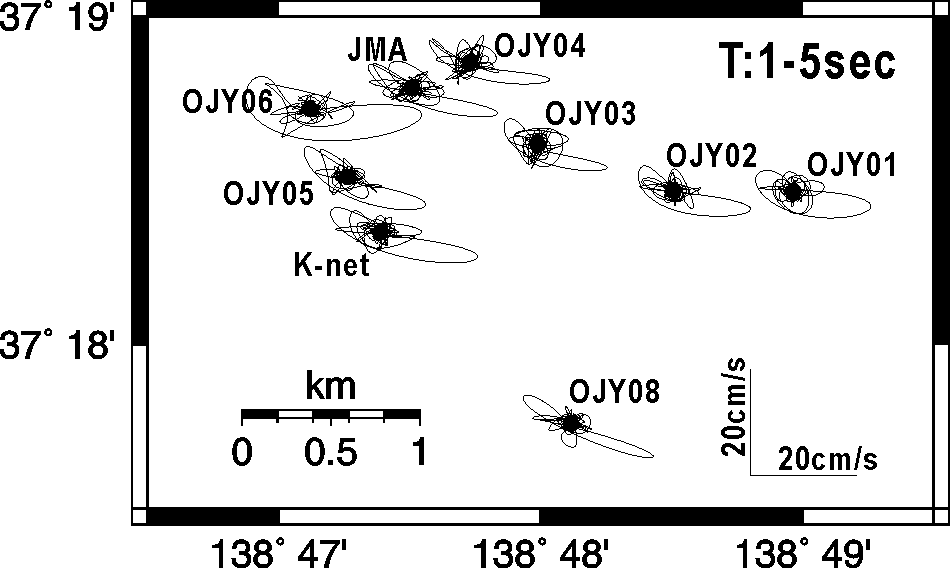 37° 19'
JMA
OJY04
T:1-5sec
OJY06
OJY03
OJY02
OJY01
OJY05
K-net
37° 18'
km
0 0.5 1
OJY08
20cm/s
20cm/s
138° 47' 138° 48' 138° 49'